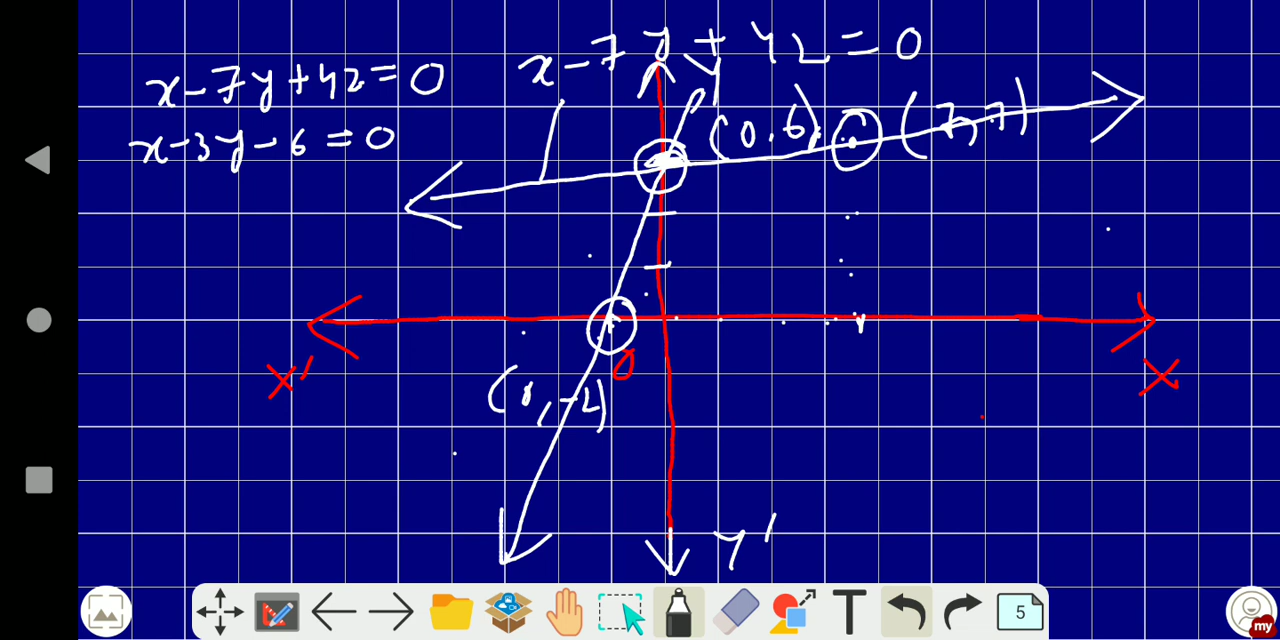 x-7y+42=0
x-7y+42=0
x-3y-6=0
y
(0,6)
(7,7)
X'
X
(0,-2)
y'
T
5
my